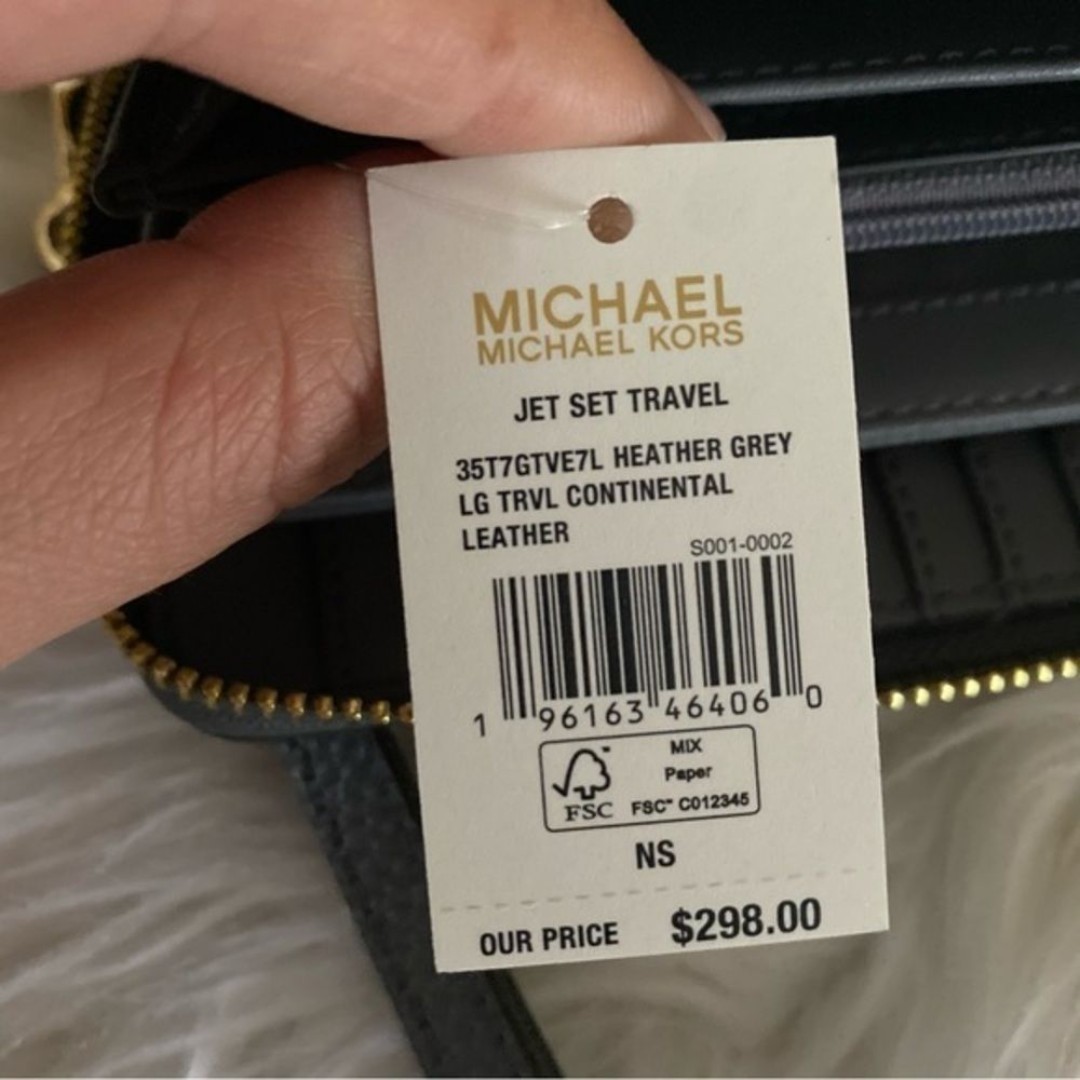 MICHAEL
MICHAEL KORS
JET SET TRAVEL
35T7GTVE7L HEATHER GREY
LG TRVL CONTINENTAL
LEATHER
S001-0002
1 96163 46406 0
FSC
MIX
Paper
FSC™ C012345
NS
OUR PRICE $298.00